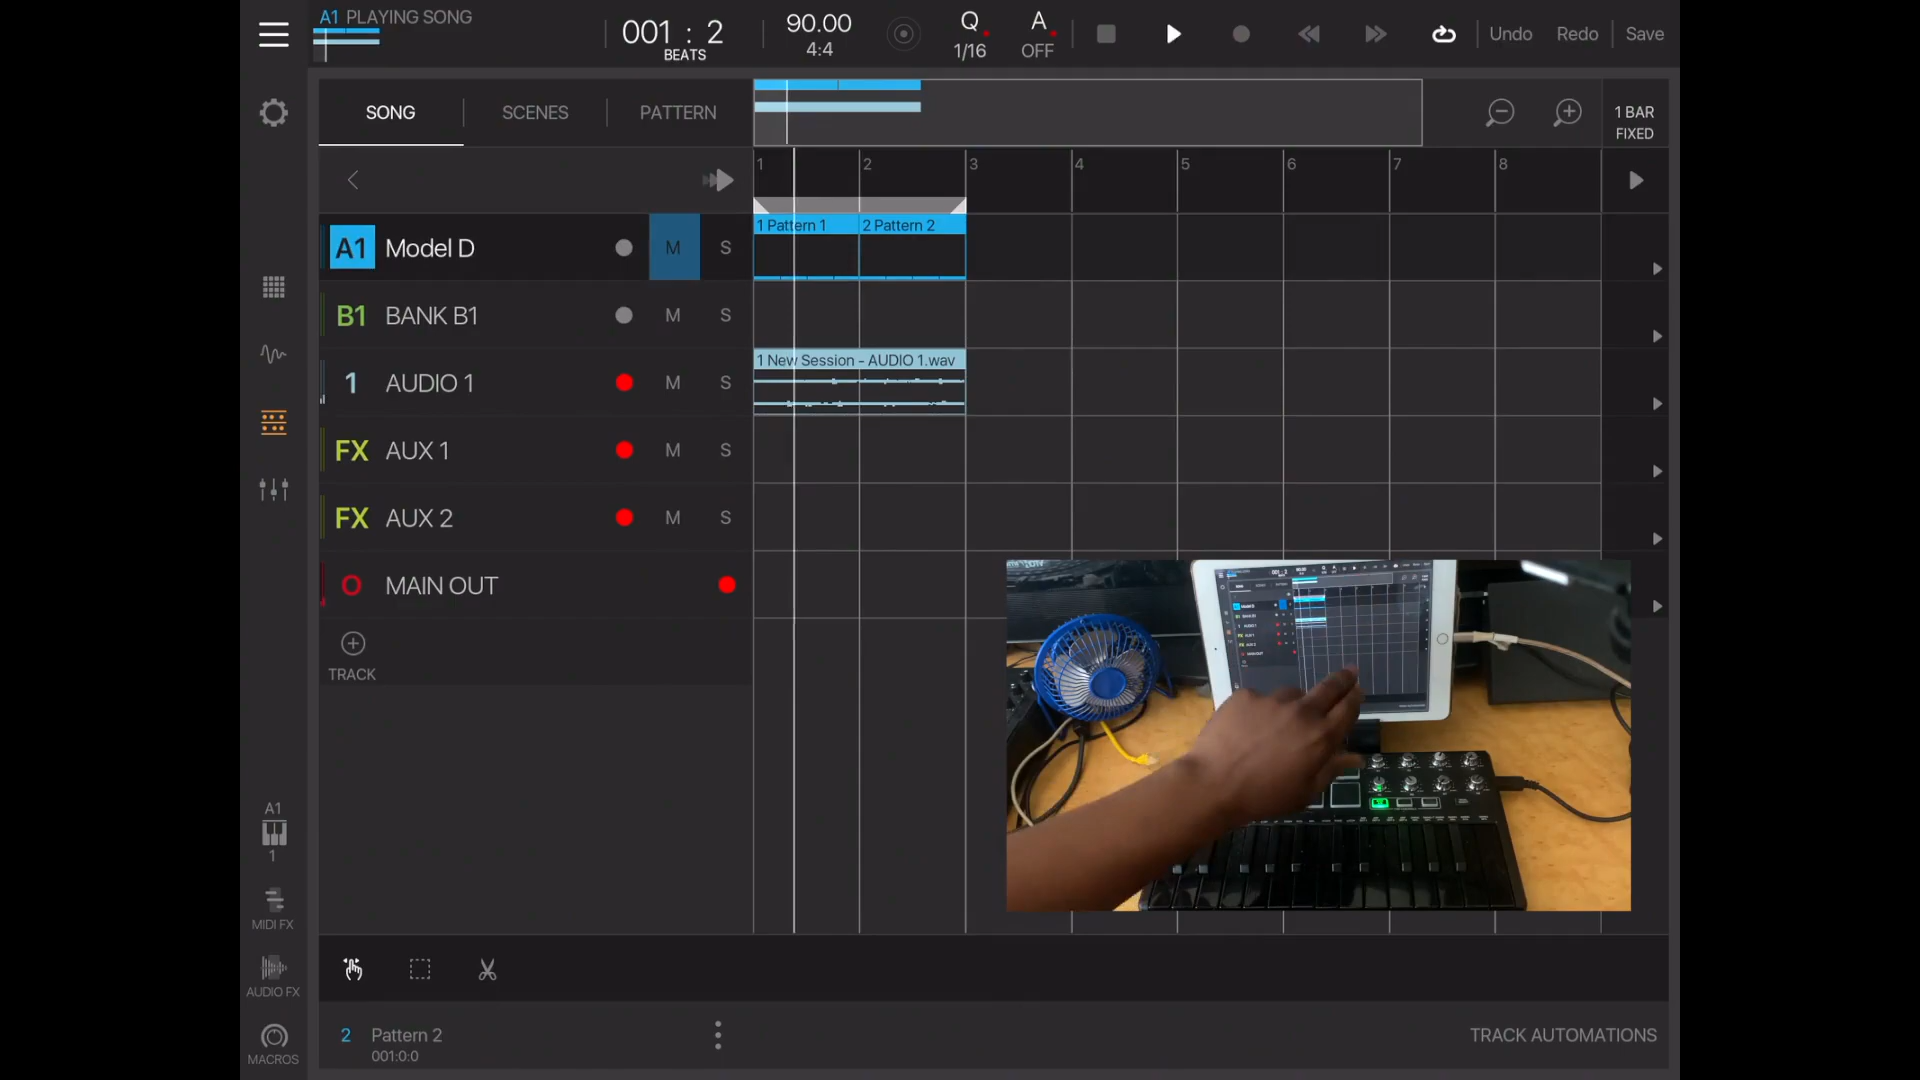 A1 PLAYING SONG
001 : 2
BEATS
90.00
4:4
Q
1/16
A
OFF
Undo
Redo
Save
SONG
SCENES
PATTERN
1 BAR
FIXED
1
2
3
4
5
6
7
8
A1 Model D M S
1 Pattern 1
2 Pattern 2
B1 BANK B1 M S
1 AUDIO 1 M S
1 New Session - AUDIO 1.wav
FX AUX 1 M S
FX AUX 2 M S
O MAIN OUT
TRACK
A1
1
MIDI FX
AUDIO FX
MACROS
2 Pattern 2
001:0:0
TRACK AUTOMATIONS